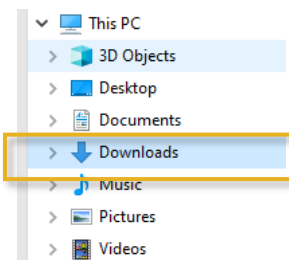 This PC
3D Objects
Desktop
Documents
Downloads
Music
Pictures
Videos